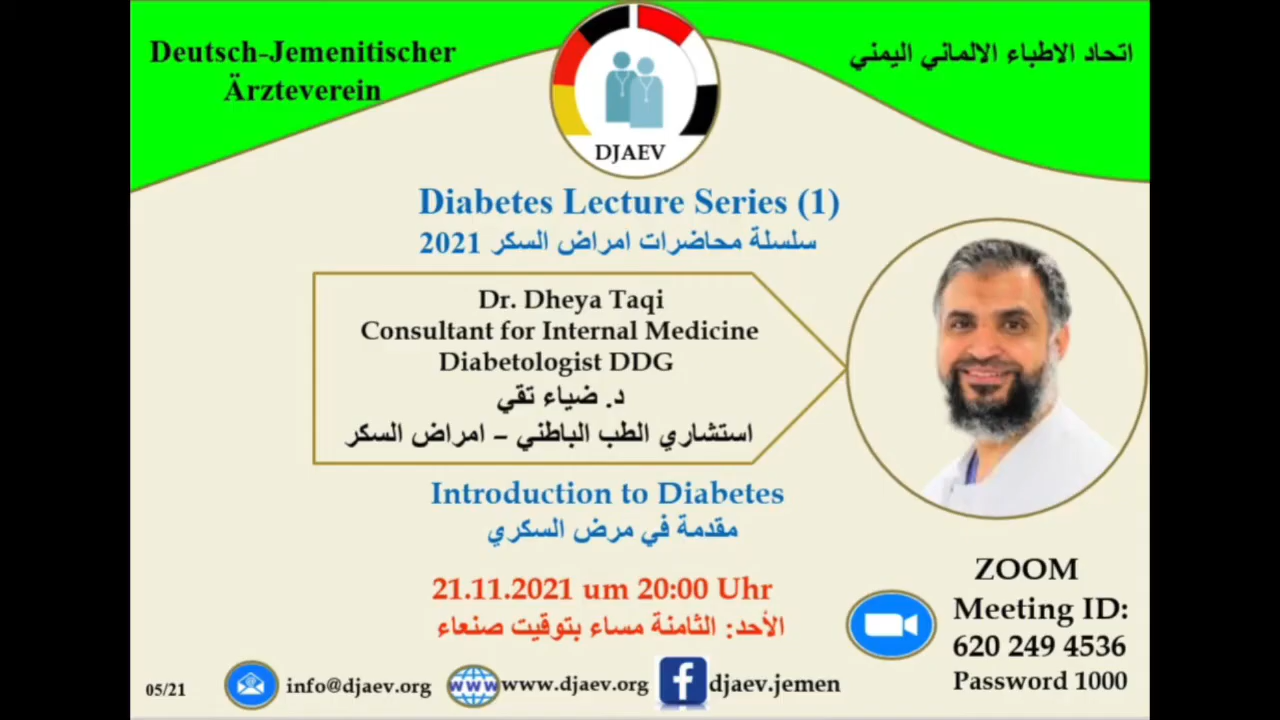 Deutsch-Jemenitischer
Ärzteverein
اتحاد الاطباء الالماني اليمني
DJAEV
Diabetes Lecture Series (1)
سلسلة محاضرات امراض السكر 2021
Dr. Dheya Taqi
Consultant for Internal Medicine
Diabetologist DDG
د. ضياء تقي
استشاري الطب الباطني – امراض السكر
Introduction to Diabetes
مقدمة في مرض السكري
21.11.2021 um 20:00 Uhr
الأحد: الثامنة مساء بتوقيت صنعاء
ZOOM
Meeting ID:
620 249 4536
Password 1000
05/21
info@djaev.org
www
www.djaev.org
f
djaev.jemen